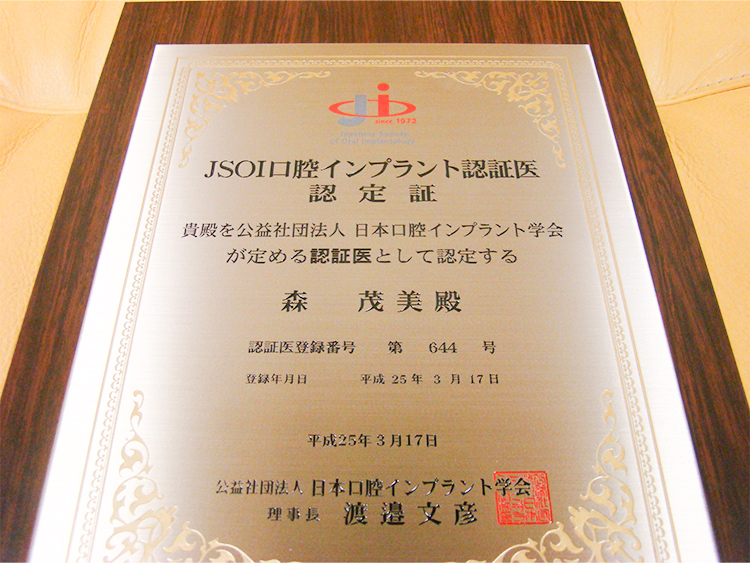 since 1972
Japanese Society
of Oral Implantology
JSOI口腔インプラント認証医
認定証
貴殿を公益社団法人 日本口腔インプラント学会
が定める認証医として認定する
森 茂美殿
認証医登録番号 第 644 号
登録年月日 平成 25 年 3 月 17 日
平成25年3月17日
公益社団法人 日本口腔インプラント学会
理事長 渡邉文彦